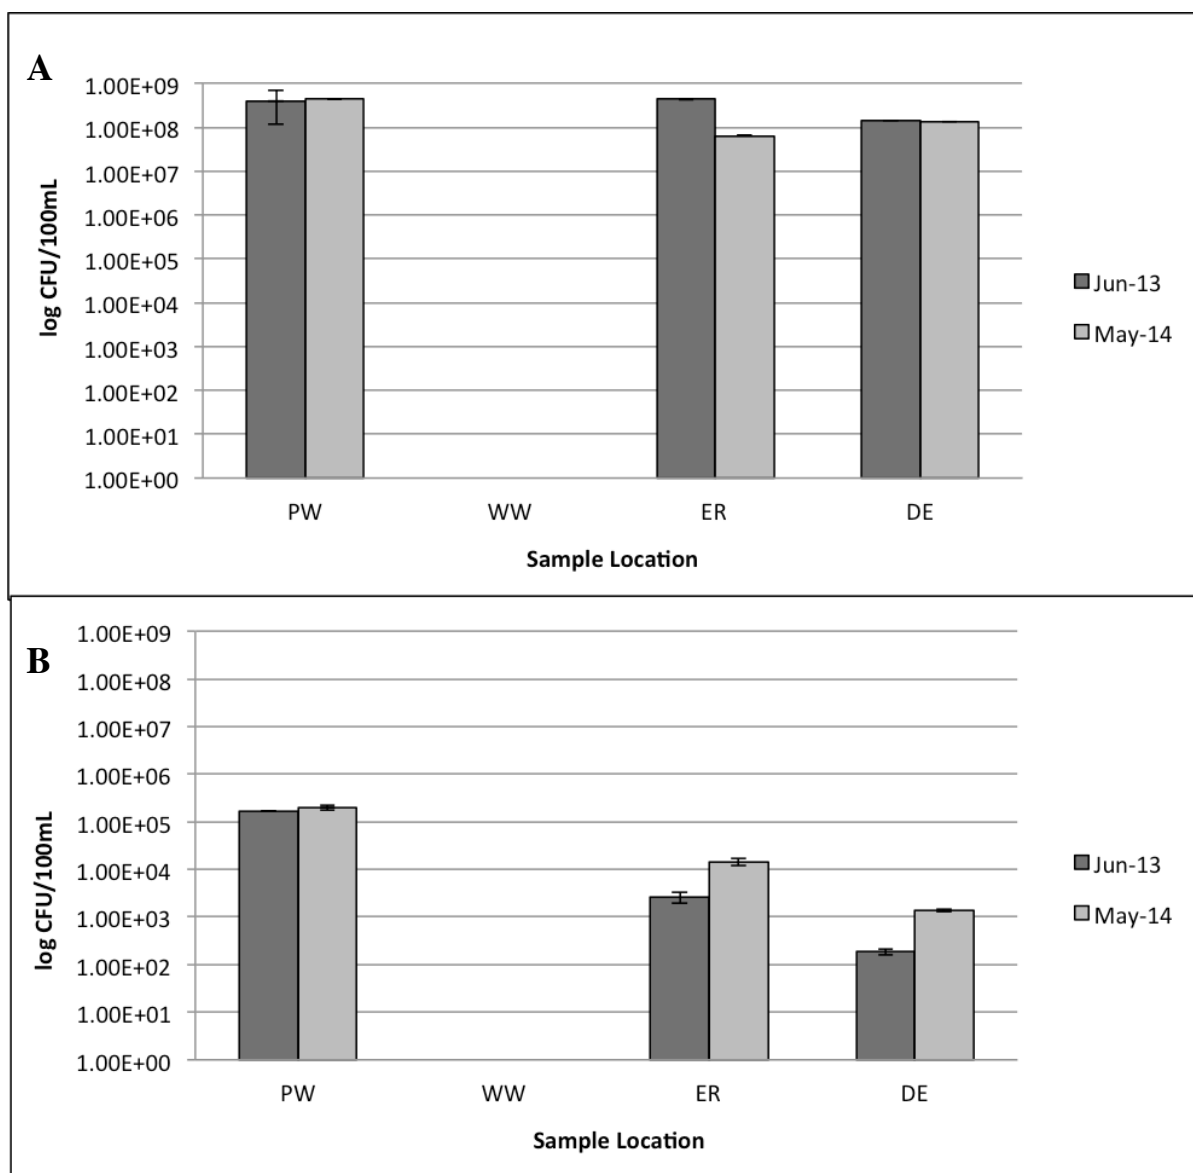 A
1.00E+09
1.00E+08
1.00E+07
1.00E+06
1.00E+05
1.00E+04
1.00E+03
1.00E+02
1.00E+01
1.00E+00
log CFU/100mL
PW WW ER DE
Sample Location
Jun-13
May-14
B
1.00E+09
1.00E+08
1.00E+07
1.00E+06
1.00E+05
1.00E+04
1.00E+03
1.00E+02
1.00E+01
1.00E+00
log CFU/100mL
PW WW ER DE
Sample Location
Jun-13
May-14